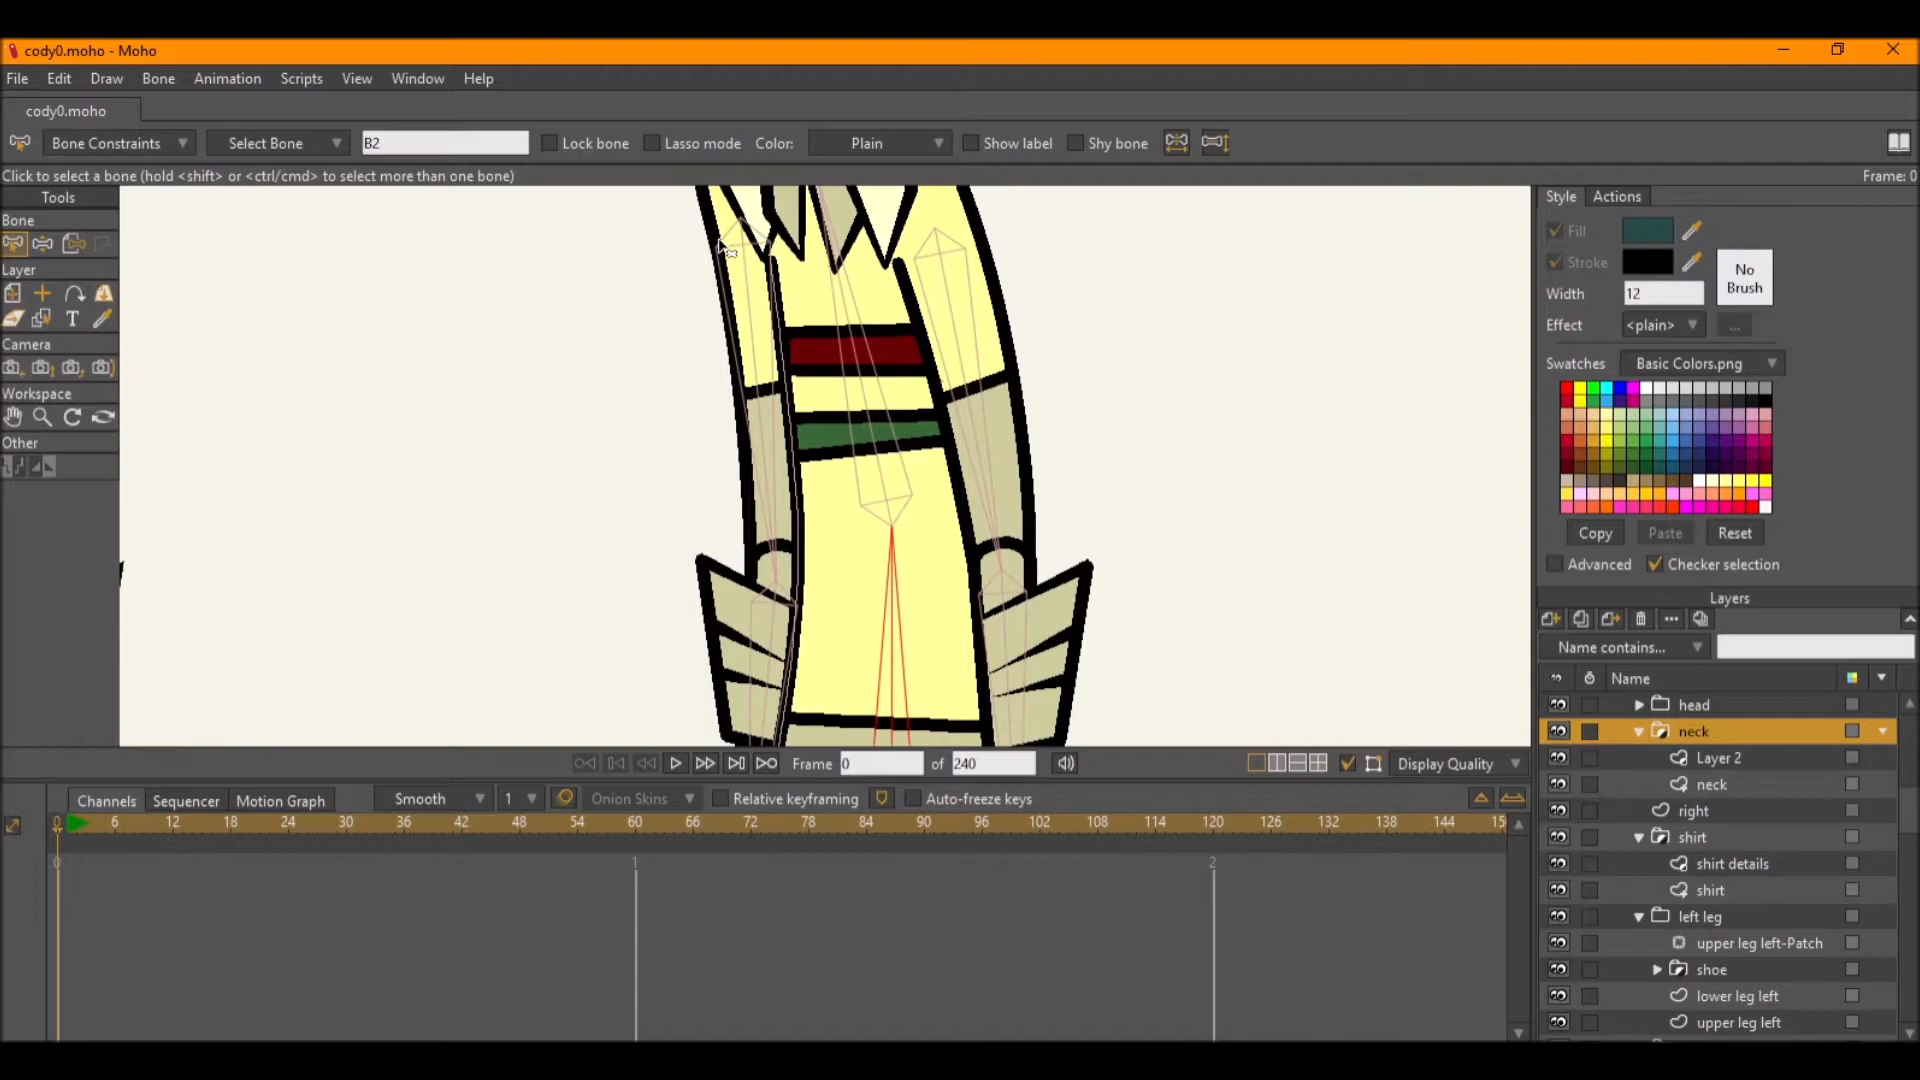 cody0.moho - Moho
File Edit Draw Bone Animation Scripts View Window Help
cody0.moho
Bone Constraints Select Bone B2 Lock bone Lasso mode Color: Plain Show label Shy bone
Click to select a bone (hold <shift> or <ctrl/cmd> to select more than one bone) Frame: 0
Tools
Bone
Layer
Camera
Workspace
Other
Style Actions
Fill
Stroke
No
Brush
Width 12
Effect <plain> ...
Swatches Basic Colors.png
Copy Paste Reset
Advanced Checker selection
Layers
Name contains...
Name
head
neck
Layer 2
neck
right
shirt
shirt details
shirt
left leg
upper leg left-Patch
shoe
lower leg left
upper leg left
Frame 0 of 240 Display Quality
Channels Sequencer Motion Graph Smooth 1 Onion Skins Relative keyframing Auto-freeze keys
0 6 12 18 24 30 36 42 48 54 60 66 72 78 84 90 96 102 108 114 120 126 132 138 144 15
0 1 2